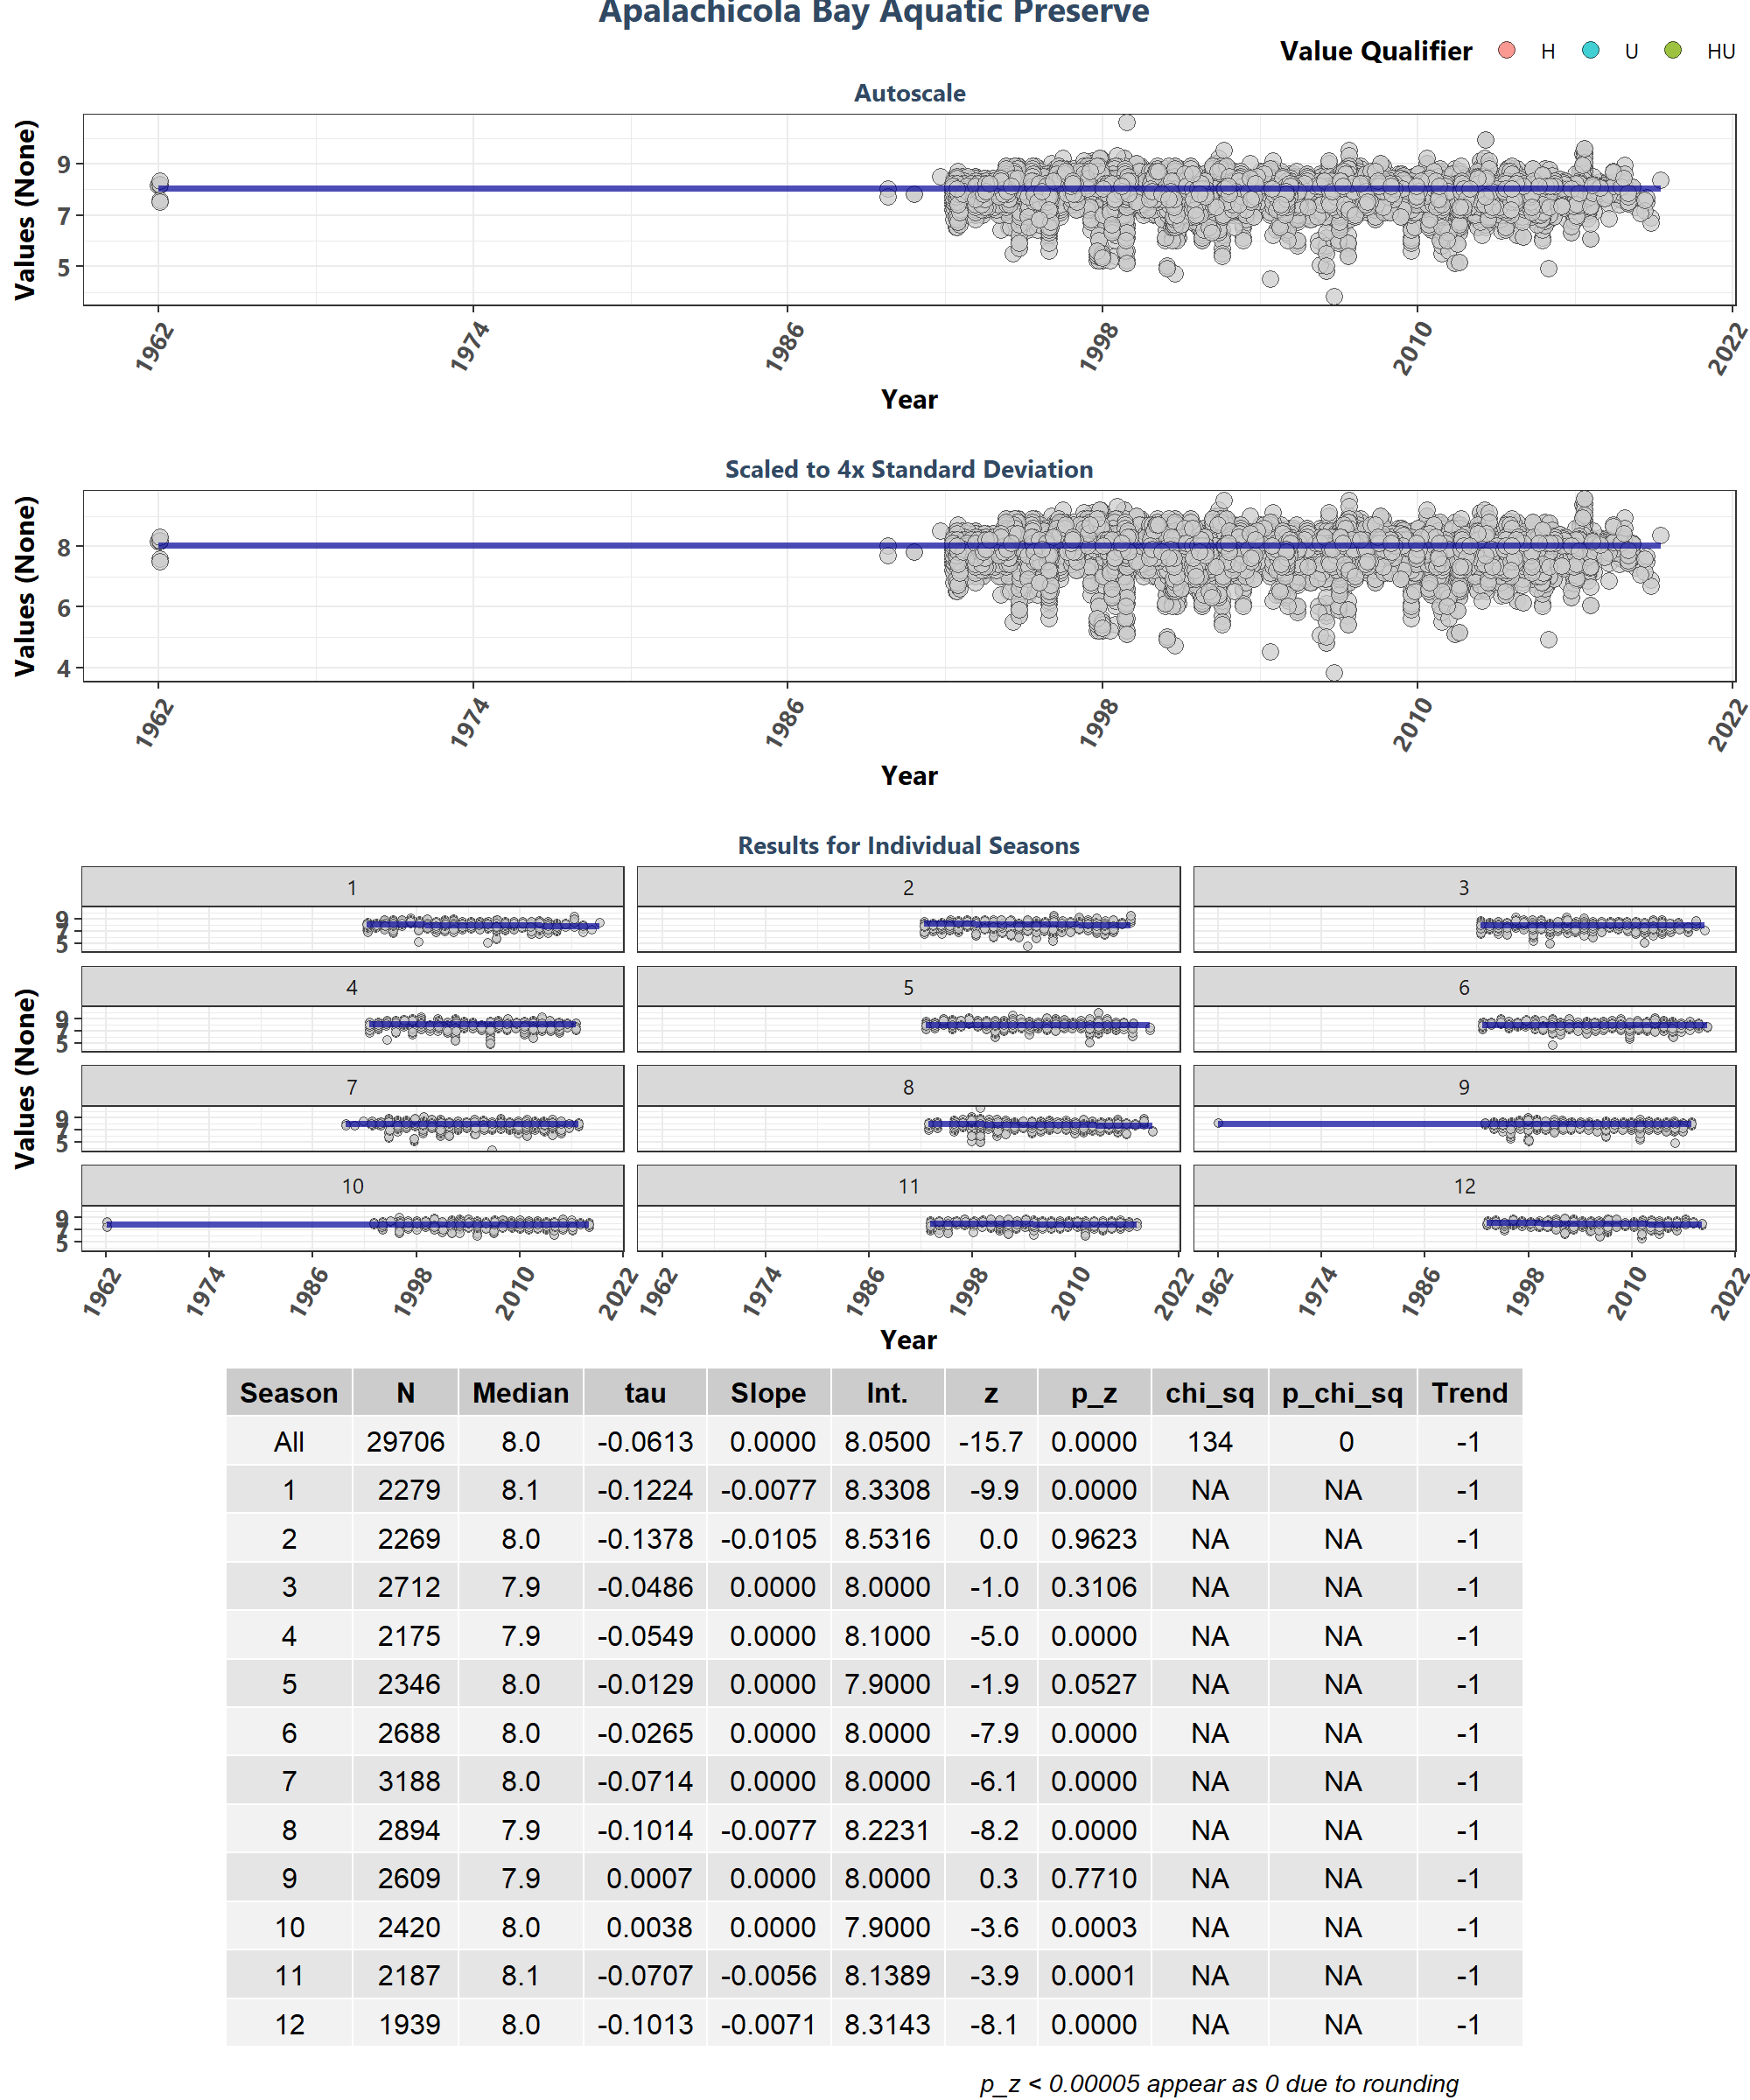 Apalachicola Bay Aquatic Preserve
Value Qualifier H U HU
Autoscale
Values (None)
9
7
5
1962 1974 1986 1998 2010 2022
Year
Scaled to 4x Standard Deviation
Values (None)
8
6
4
1962 1974 1986 1998 2010 2022
Year
Results for Individual Seasons
Values (None)
1 2 3
9
7
5
4 5 6
9
7
5
7 8 9
9
7
5
10 11 12
9
7
5
1962 1974 1986 1998 2010 2022 1962 1974 1986 1998 2010 2022 1962 1974 1986 1998 2010 2022
Year
Season N Median tau Slope Int. z p_z chi_sq p_chi_sq Trend
All 29706 8.0 -0.0613 0.0000 8.0500 -15.7 0.0000 134 0 -1
1 2279 8.1 -0.1224 -0.0077 8.3308 -9.9 0.0000 NA NA -1
2 2269 8.0 -0.1378 -0.0105 8.5316 0.0 0.9623 NA NA -1
3 2712 7.9 -0.0486 0.0000 8.0000 -1.0 0.3106 NA NA -1
4 2175 7.9 -0.0549 0.0000 8.1000 -5.0 0.0000 NA NA -1
5 2346 8.0 -0.0129 0.0000 7.9000 -1.9 0.0527 NA NA -1
6 2688 8.0 -0.0265 0.0000 8.0000 -7.9 0.0000 NA NA -1
7 3188 8.0 -0.0714 0.0000 8.0000 -6.1 0.0000 NA NA -1
8 2894 7.9 -0.1014 -0.0077 8.2231 -8.2 0.0000 NA NA -1
9 2609 7.9 0.0007 0.0000 8.0000 0.3 0.7710 NA NA -1
10 2420 8.0 0.0038 0.0000 7.9000 -3.6 0.0003 NA NA -1
11 2187 8.1 -0.0707 -0.0056 8.1389 -3.9 0.0001 NA NA -1
12 1939 8.0 -0.1013 -0.0071 8.3143 -8.1 0.0000 NA NA -1
p_z < 0.00005 appear as 0 due to rounding